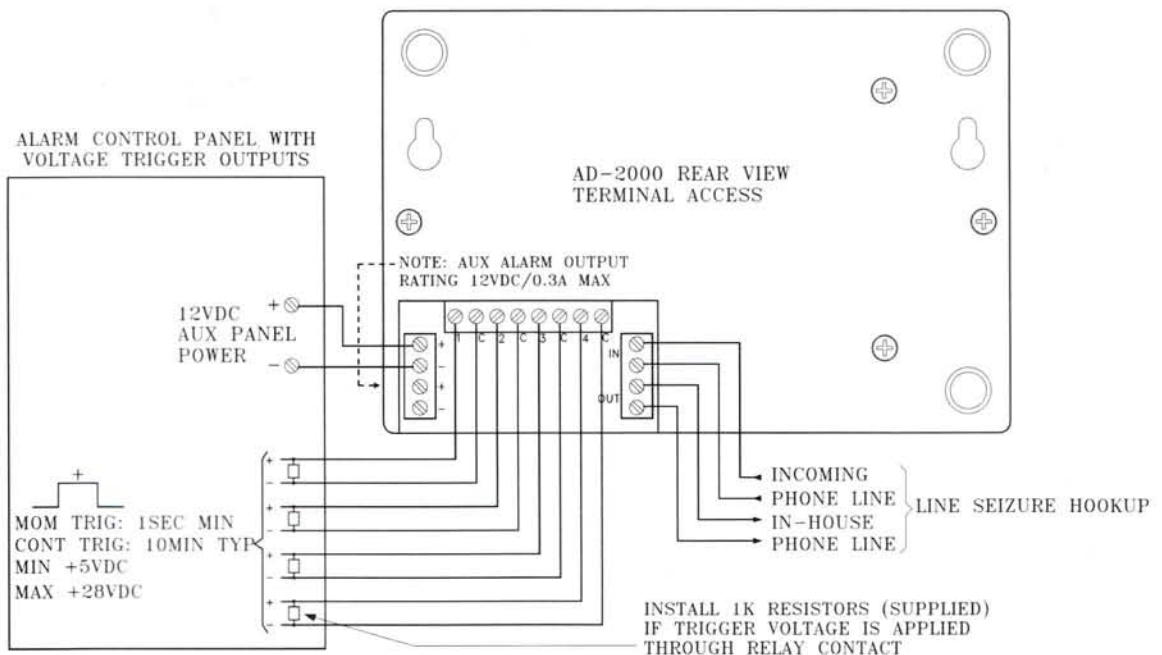 ALARM CONTROL PANEL WITH
VOLTAGE TRIGGER OUTPUTS
AD-2000 REAR VIEW
TERMINAL ACCESS
NOTE: AUX ALARM OUTPUT
RATING 12VDC/0.3A MAX
12VDC
AUX PANEL
POWER
+
-
+
-
+
-
1 C 2 C 3 C 4 C
IN
OUT
+
-
+
-
+
-
+
-
+
MOM TRIG: 1SEC MIN
CONT TRIG: 10MIN TYP
MIN +5VDC
MAX +28VDC
INCOMING
PHONE LINE
IN-HOUSE
PHONE LINE
LINE SEIZURE HOOKUP
INSTALL 1K RESISTORS (SUPPLIED)
IF TRIGGER VOLTAGE IS APPLIED
THROUGH RELAY CONTACT